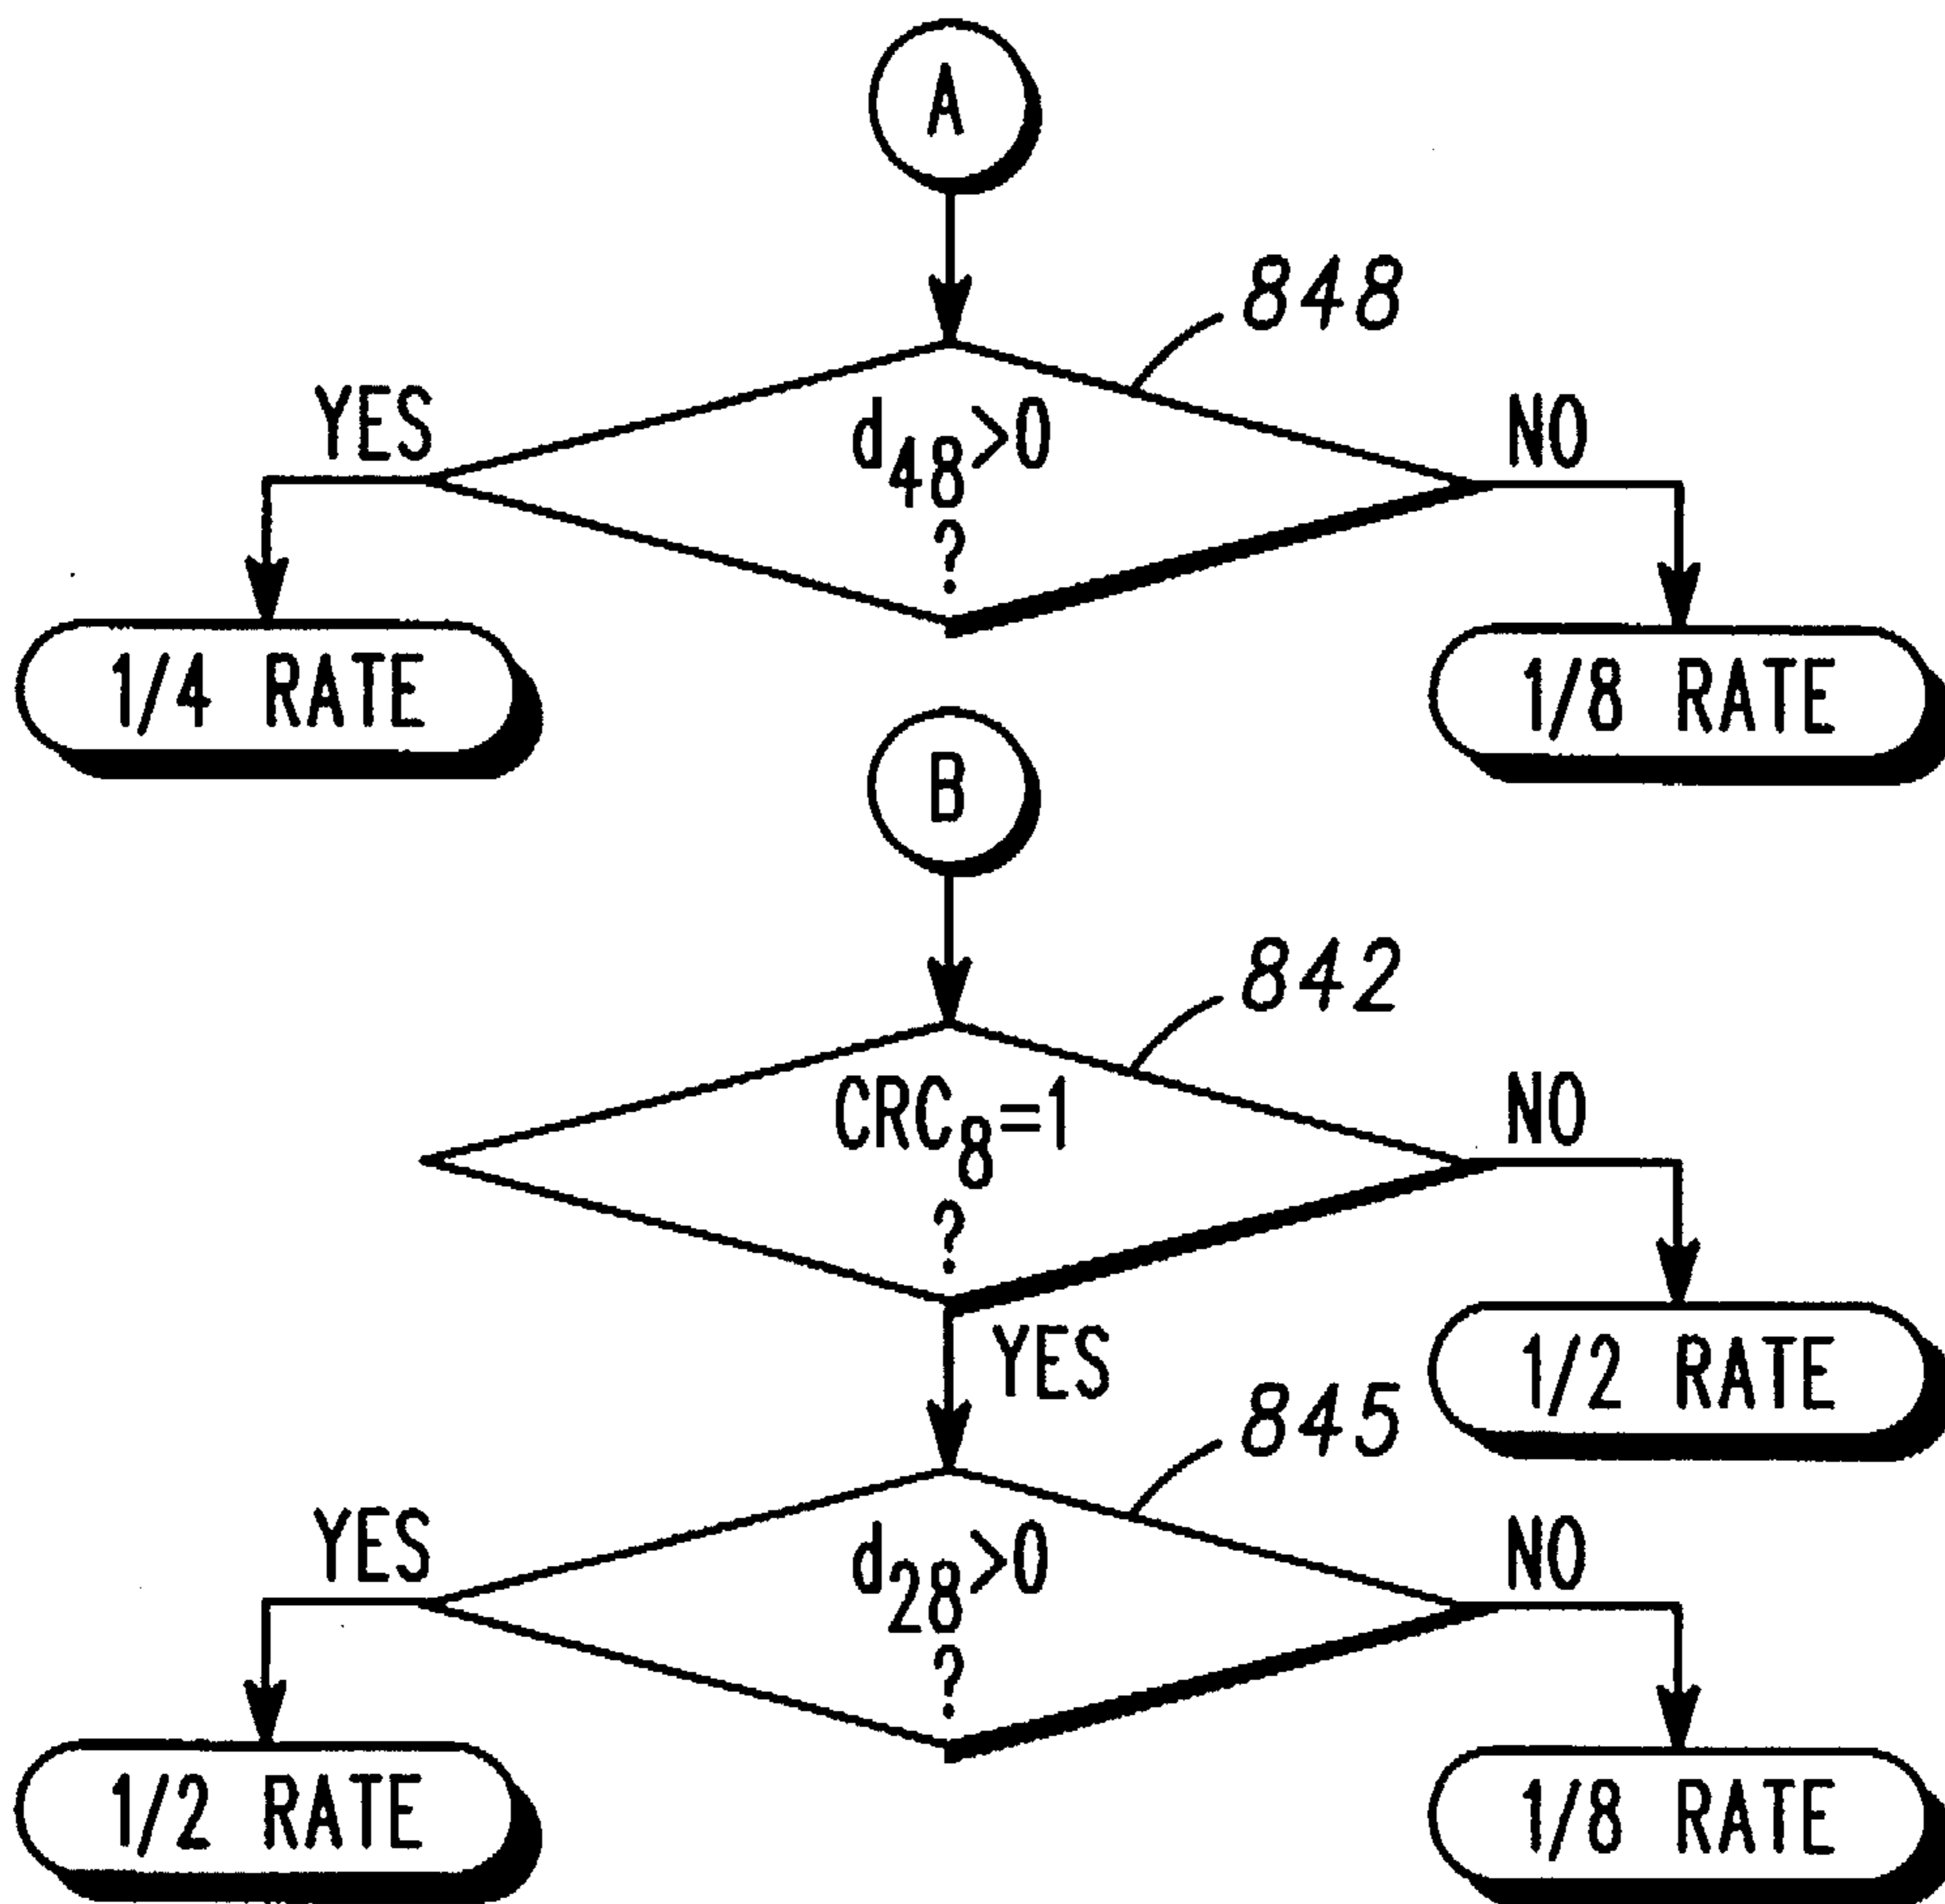 A
848
YES
d48>0
?
NO
1/4 RATE
1/8 RATE
B
842
CRC8=1
?
NO
YES
1/2 RATE
845
YES
d28>0
?
NO
1/2 RATE
1/8 RATE